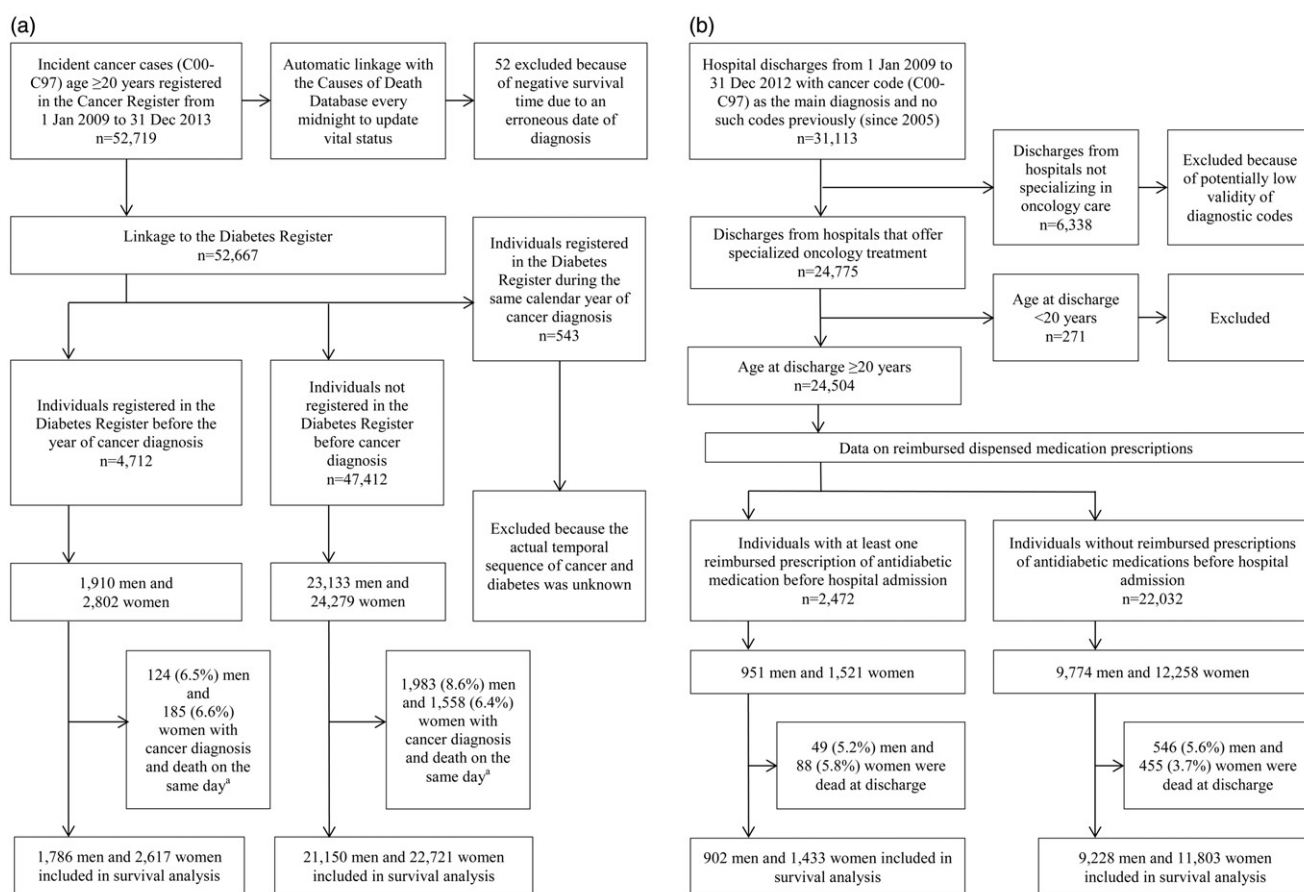 (a)
Incident cancer cases (C00-
C97) age ≥20 years registered
in the Cancer Register from
1 Jan 2009 to 31 Dec 2013
n=52,719
Automatic linkage with
the Causes of Death
Database every
midnight to update
vital status
52 excluded because
of negative survival
time due to an
erroneous date of
diagnosis
Linkage to the Diabetes Register
n=52,667
Individuals registered
in the Diabetes
Register during the
same calendar year of
cancer diagnosis
n=543
Individuals registered in the
Diabetes Register before the
year of cancer diagnosis
n=4,712
Individuals not
registered in the
Diabetes Register
before cancer
diagnosis
n=47,412
Excluded because the
actual temporal
sequence of cancer and
diabetes was unknown
1,910 men and
2,802 women
23,133 men and
24,279 women
124 (6.5%) men
and
185 (6.6%)
women with
cancer diagnosis
and death on the
same dayᵃ
1,983 (8.6%) men
and 1,558 (6.4%)
women with
cancer diagnosis
and death on the
same dayᵃ
1,786 men and 2,617 women
included in survival analysis
21,150 men and 22,721 women
included in survival analysis
(b)
Hospital discharges from 1 Jan 2009 to
31 Dec 2012 with cancer code (C00-
C97) as the main diagnosis and no
such codes previously (since 2005)
n=31,113
Discharges from
hospitals not
specializing in
oncology care
n=6,338
Excluded because
of potentially low
validity of
diagnostic codes
Discharges from hospitals that offer
specialized oncology treatment
n=24,775
Age at discharge
<20 years
n=271
Excluded
Age at discharge ≥20 years
n=24,504
Data on reimbursed dispensed medication prescriptions
Individuals with at least one
reimbursed prescription of antidiabetic
medication before hospital admission
n=2,472
Individuals without reimbursed prescriptions
of antidiabetic medications before hospital
admission
n=22,032
951 men and 1,521 women
9,774 men and 12,258 women
49 (5.2%) men and
88 (5.8%) women were
dead at discharge
546 (5.6%) men and
455 (3.7%) women were
dead at discharge
902 men and 1,433 women included in
survival analysis
9,228 men and 11,803 women
included in survival analysis